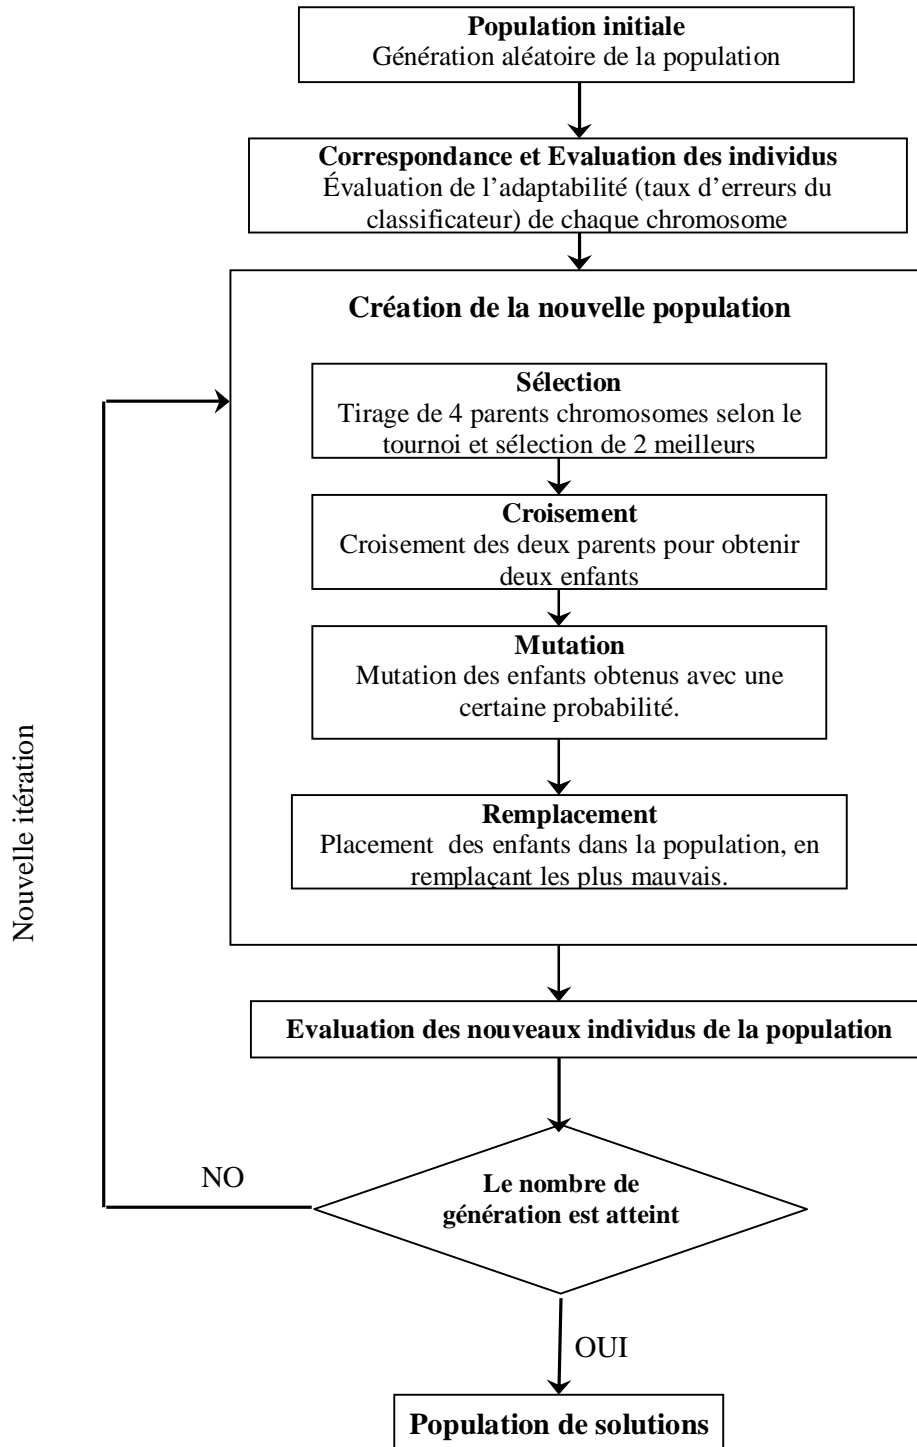 Population initiale
Génération aléatoire de la population
Correspondance et Evaluation des individus
Évaluation de l’adaptabilité (taux d’erreurs du
classificateur) de chaque chromosome
Création de la nouvelle population
Sélection
Tirage de 4 parents chromosomes selon le
tournoi et sélection de 2 meilleurs
Croisement
Croisement des deux parents pour obtenir
deux enfants
Mutation
Mutation des enfants obtenus avec une
certaine probabilité.
Remplacement
Placement des enfants dans la population, en
remplaçant les plus mauvais.
Nouvelle itération
Evaluation des nouveaux individus de la population
NO
Le nombre de
génération est atteint
OUI
Population de solutions